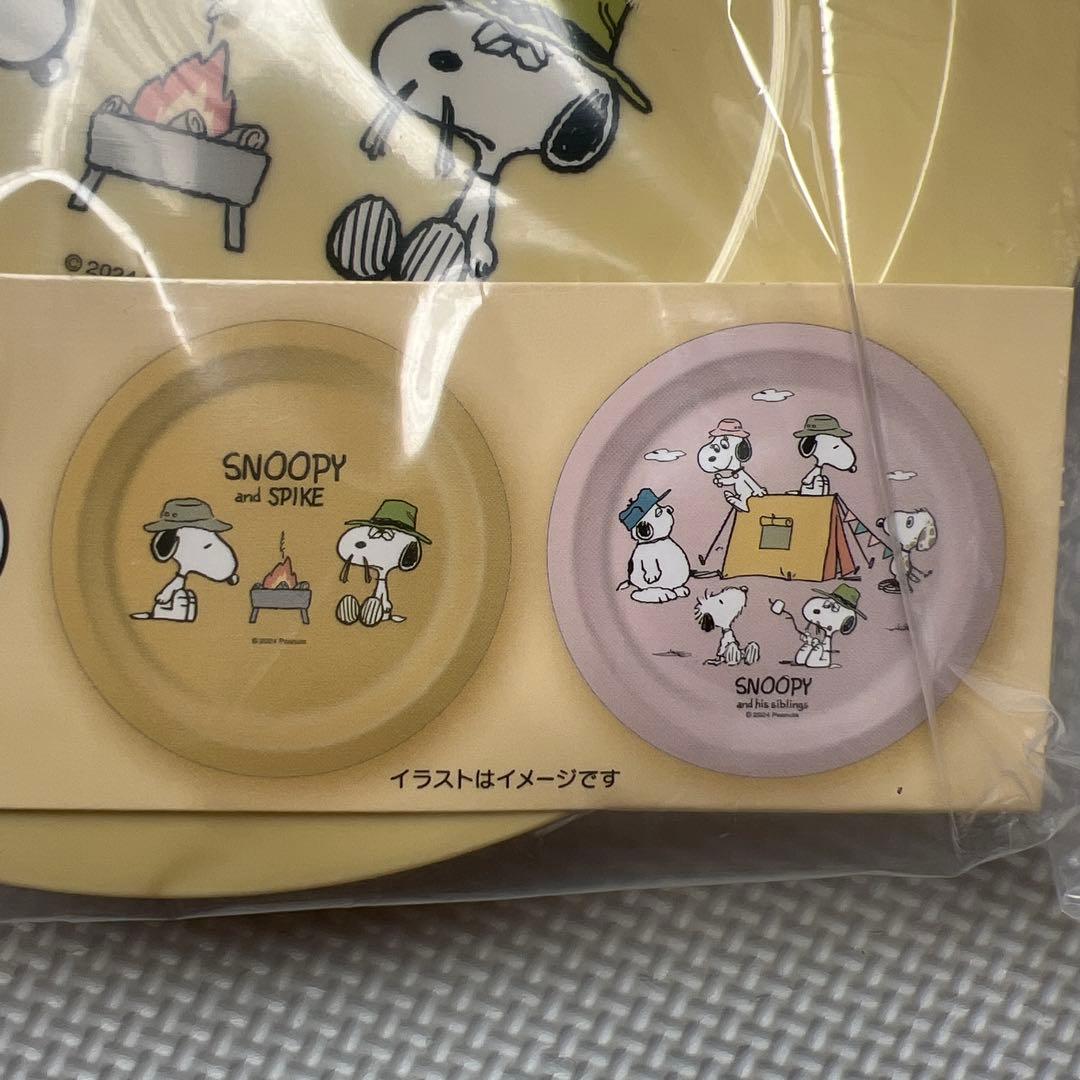 © 2024
SNOOPY
and SPIKE
© 2024 Peanuts
SNOOPY
and his siblings
© 2024 Peanuts
イラストはイメージです